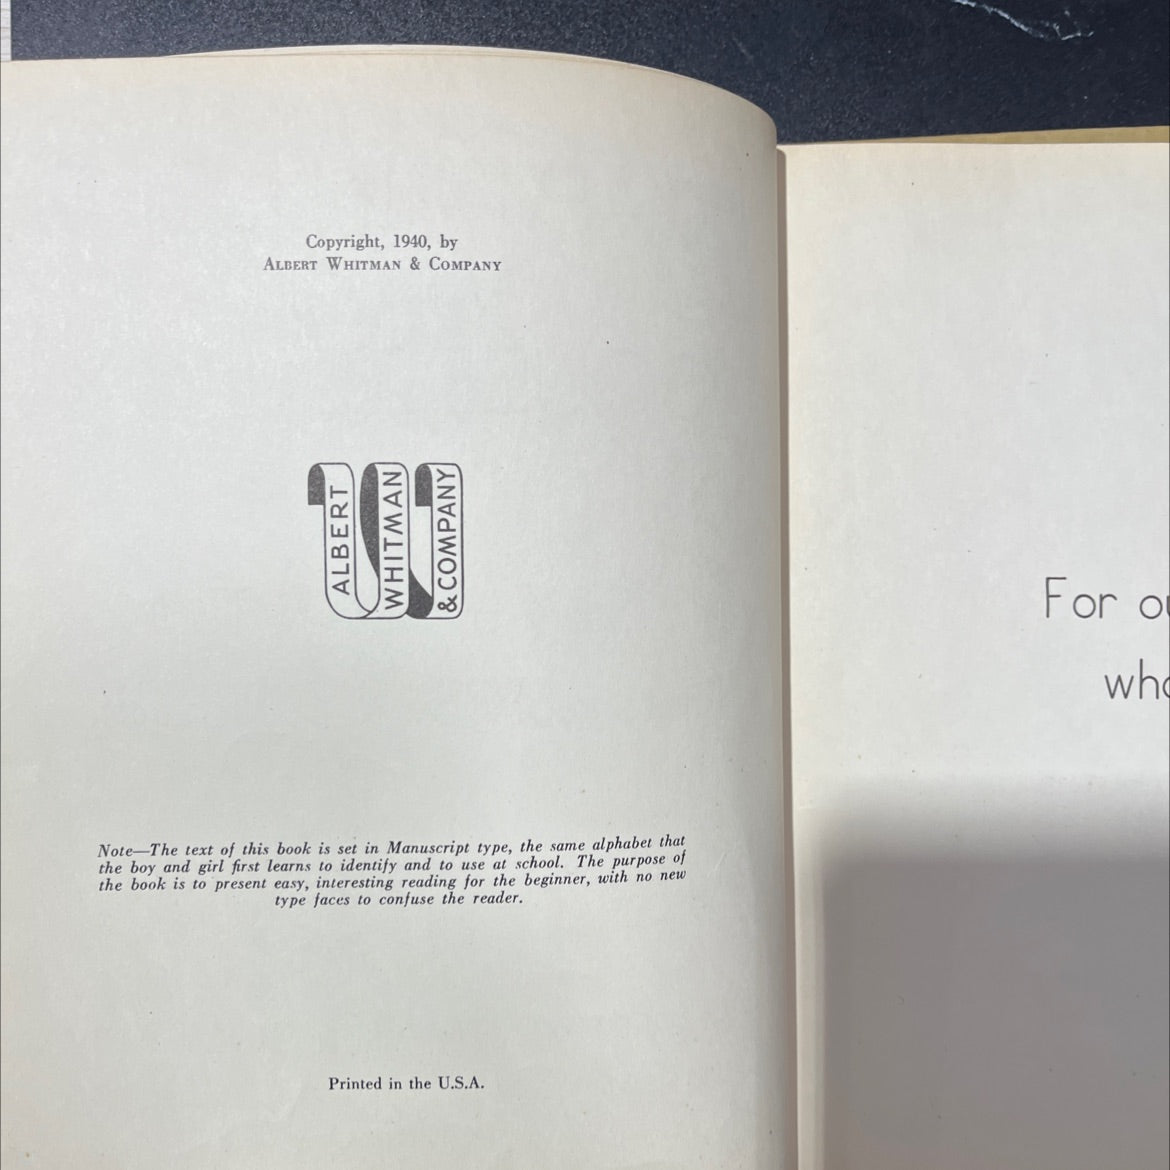 Copyright, 1940, by
ALBERT WHITMAN & COMPANY
ALBERT
WHITMAN
& COMPANY
Note—The text of this book is set in Manuscript type, the same alphabet that
the boy and girl first learns to identify and to use at school. The purpose of
the book is to present easy, interesting reading for the beginner, with no new
type faces to confuse the reader.
Printed in the U.S.A.
For